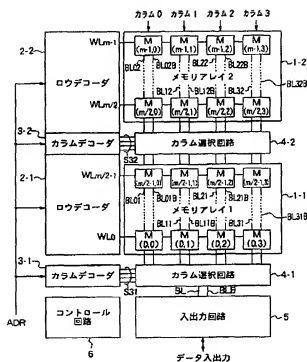 カラム0 カラム1 カラム2 カラム3
2-2
WLm-1
M (m-1,0) M (m-1,1) M (m-1,2) M (m-1,3)
1-2
BL02 BL02B BL22 BL22B
ロウデコーダ
メモリアレイ2
BL12 BL12B BL32 BL32B
WLm/2
M (m/2,0) M (m/2,1) M (m/2,2) M (m/2,3)
3-2
カラムデコーダ
S32
カラム選択回路
4-2
2-1
WLm/2-1
M (m/2-1,0) M (m/2-1,1) M (m/2-1,2) M (m/2-1,3)
1-1
BL01 BL01B BL21 BL21B
ロウデコーダ
メモリアレイ1
BL11 BL11B BL31 BL31B
WL0
M (0,0) M (0,1) M (0,2) M (0,3)
3-1
カラムデコーダ
S31
カラム選択回路
4-1
BL BLB
ADR
コントロール回路
6
入出力回路
5
データ入出力